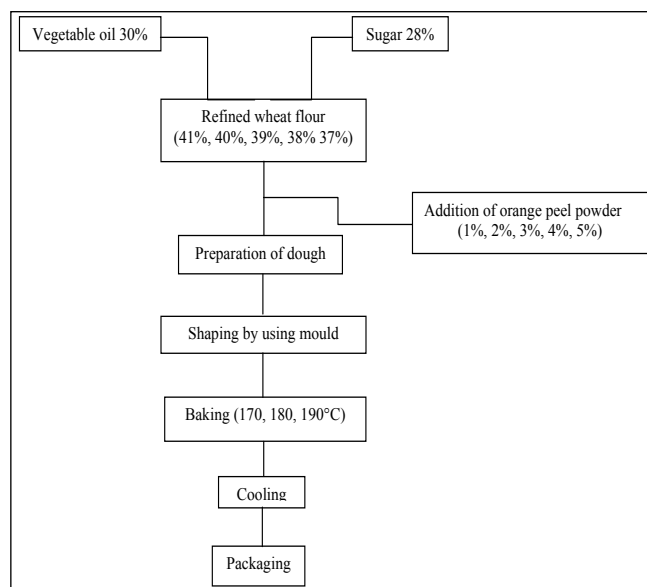 Vegetable oil 30%
Sugar 28%
Refined wheat flour
(41%, 40%, 39%, 38% 37%)
Addition of orange peel powder
(1%, 2%, 3%, 4%, 5%)
Preparation of dough
Shaping by using mould
Baking (170, 180, 190°C)
Cooling
Packaging